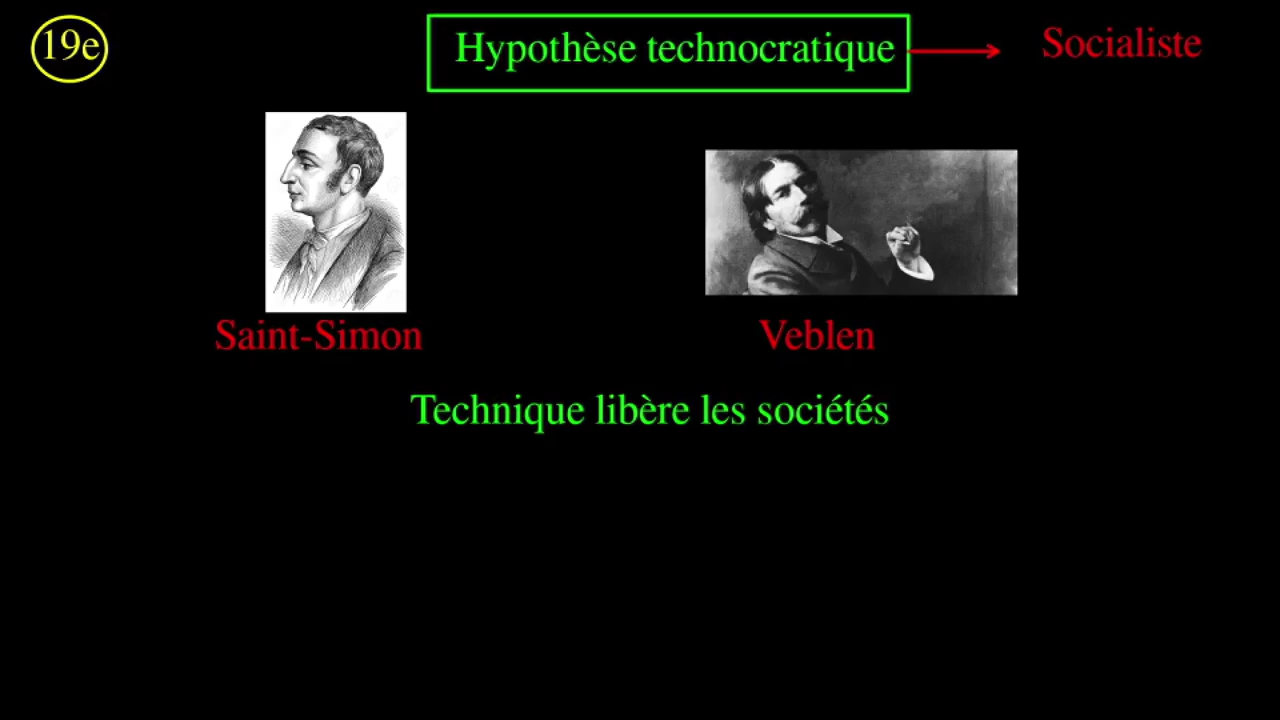 19e
Hypothèse technocratique
Socialiste
Saint-Simon
Veblen
Technique libère les sociétés